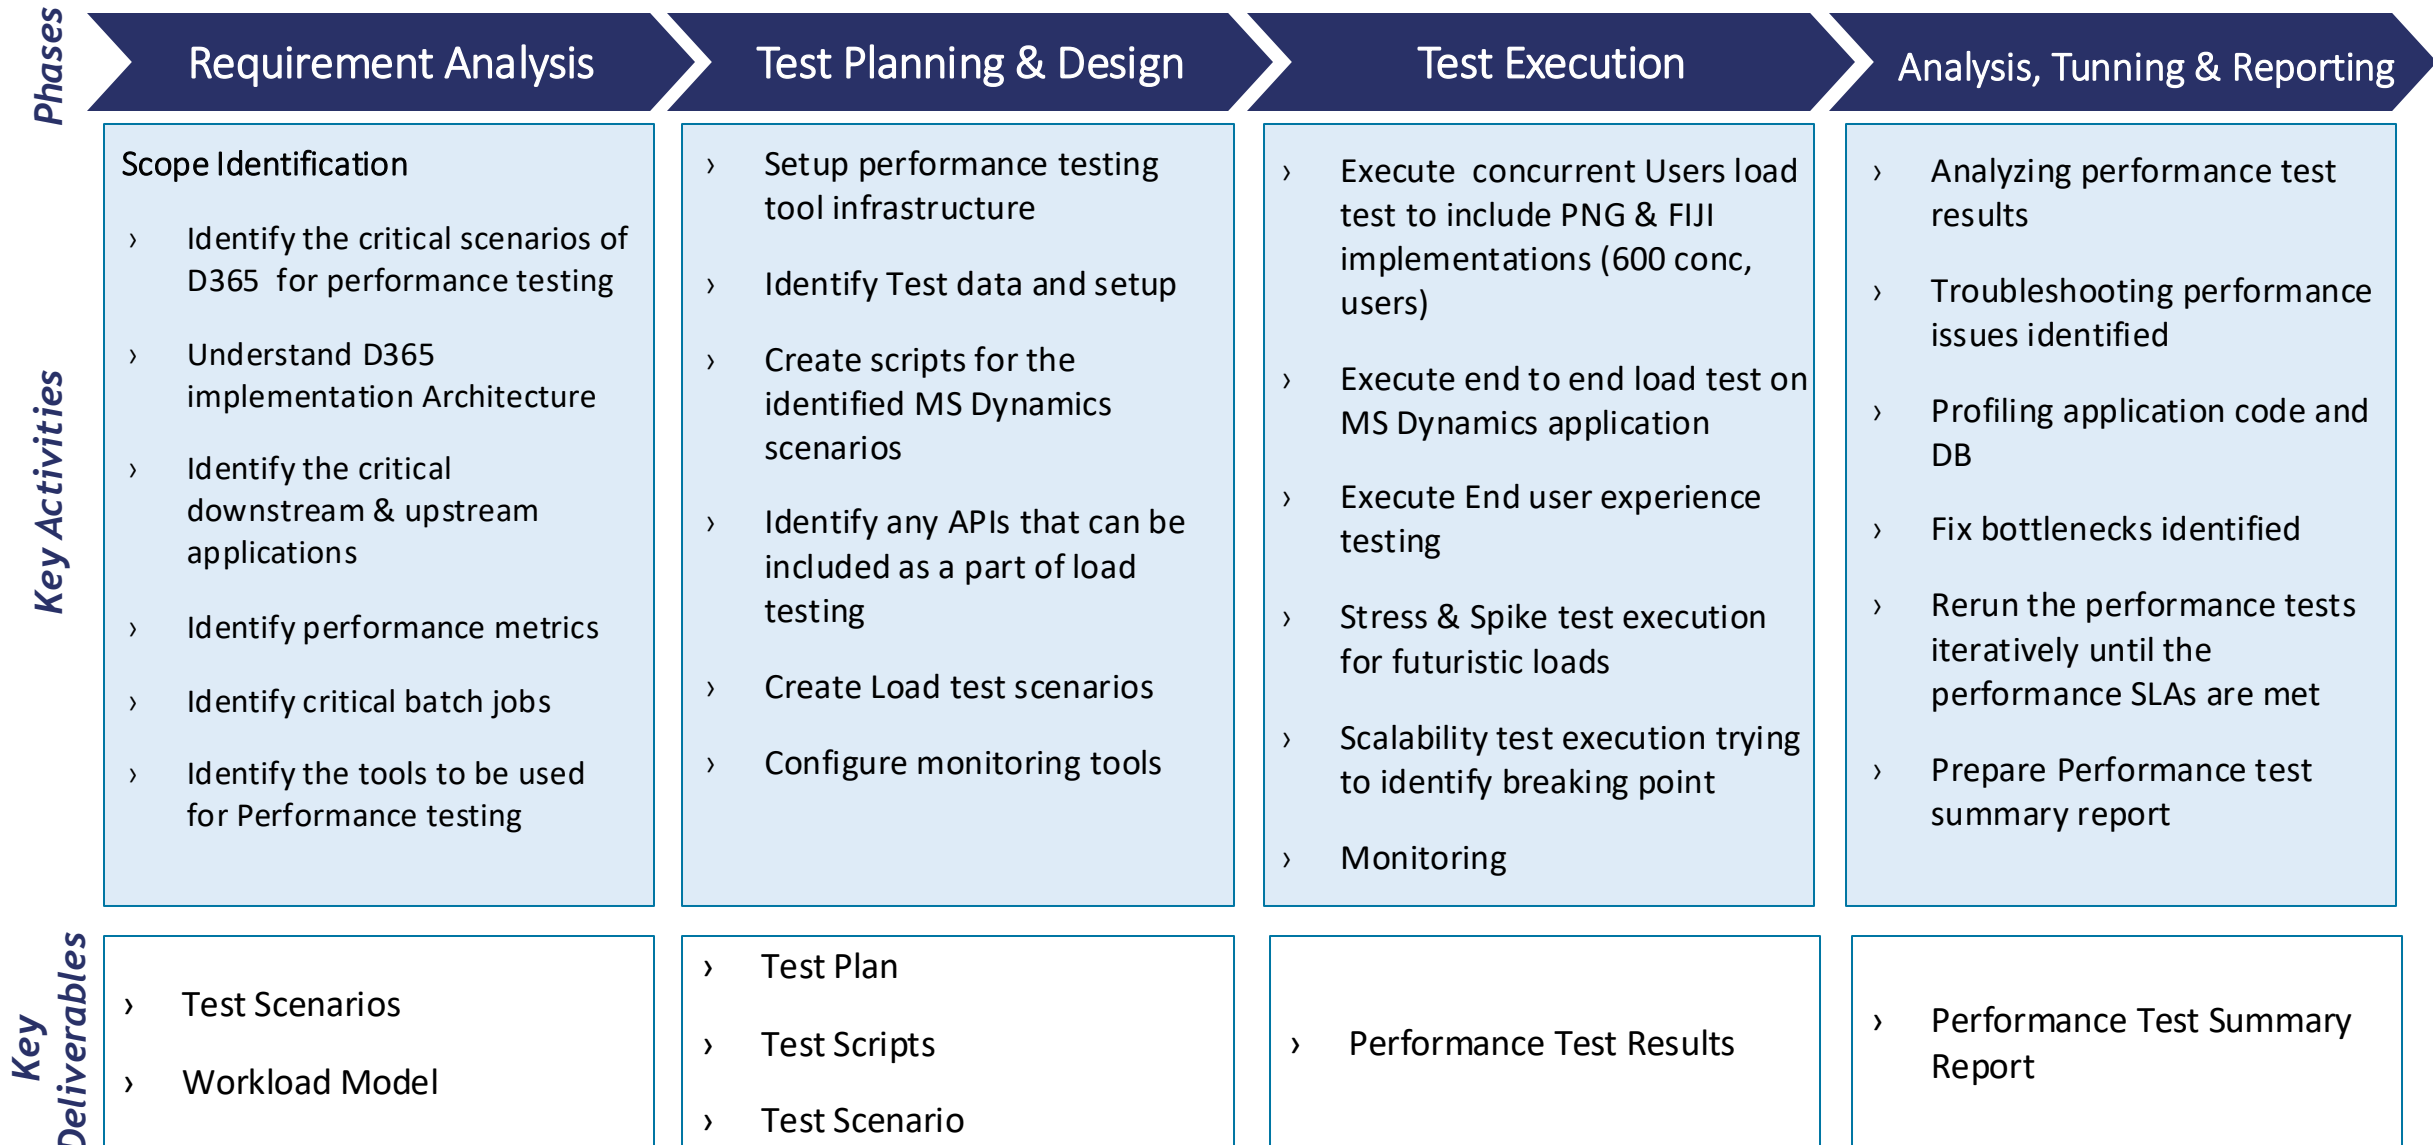 Phases
Requirement Analysis
Test Planning & Design
Test Execution
Analysis, Tunning & Reporting
Key Activities
Scope Identification
› Identify the critical scenarios of
D365 for performance testing
› Understand D365
implementation Architecture
› Identify the critical
downstream & upstream
applications
› Identify performance metrics
› Identify critical batch jobs
› Identify the tools to be used
for Performance testing
› Setup performance testing
tool infrastructure
› Identify Test data and setup
› Create scripts for the
identified MS Dynamics
scenarios
› Identify any APIs that can be
included as a part of load
testing
› Create Load test scenarios
› Configure monitoring tools
› Execute concurrent Users load
test to include PNG & FIJI
implementations (600 conc,
users)
› Execute end to end load test on
MS Dynamics application
› Execute End user experience
testing
› Stress & Spike test execution
for futuristic loads
› Scalability test execution trying
to identify breaking point
› Monitoring
› Analyzing performance test
results
› Troubleshooting performance
issues identified
› Profiling application code and
DB
› Fix bottlenecks identified
› Rerun the performance tests
iteratively until the
performance SLAs are met
› Prepare Performance test
summary report
Key
Deliverables
› Test Scenarios
› Workload Model
› Test Plan
› Test Scripts
› Test Scenario
› Performance Test Results
› Performance Test Summary
Report